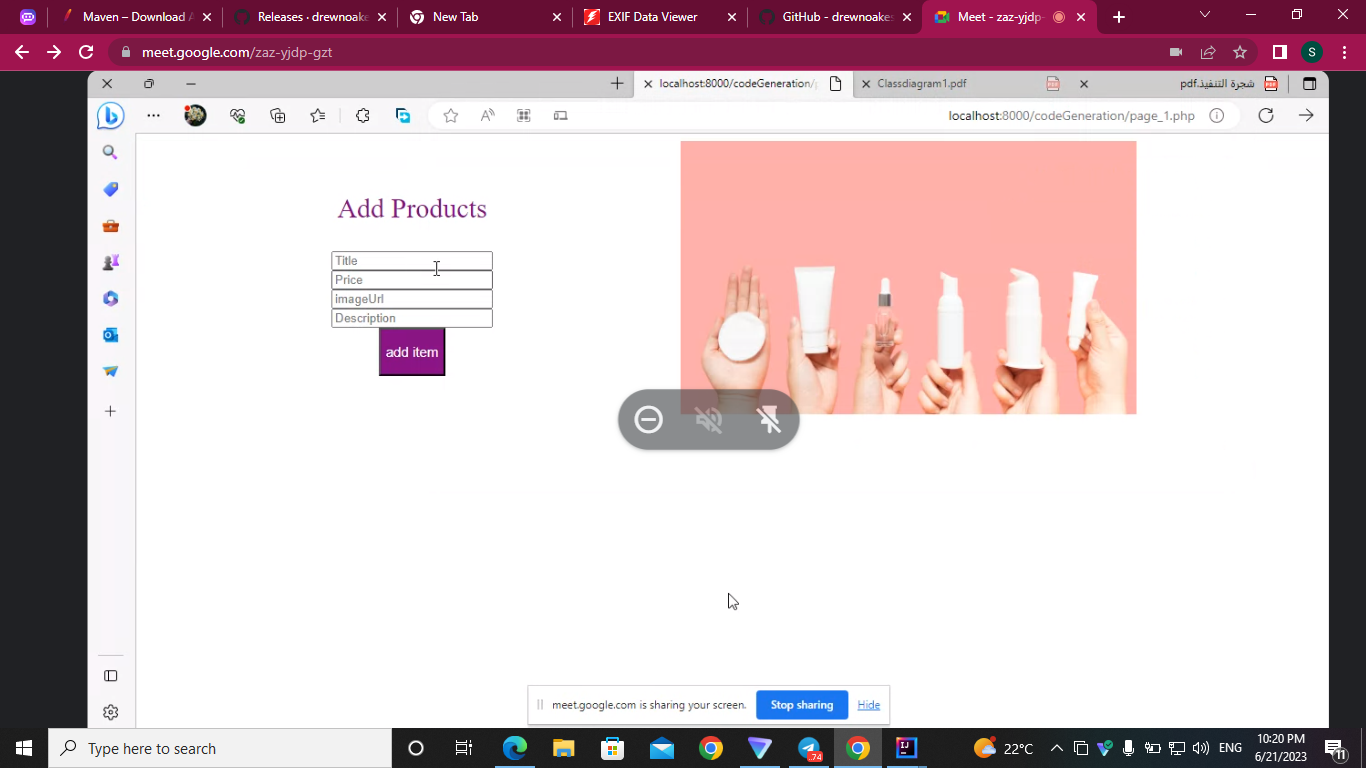 Maven – Download A
Releases · drewnoake
New Tab
EXIF Data Viewer
GitHub - drewnoakes
Meet - zaz-yjdp-
meet.google.com/zaz-yjdp-gzt
S
localhost:8000/codeGeneration/p
Classdiagram1.pdf
شجرة التنفيذ.pdf
localhost:8000/codeGeneration/page_1.php
Add Products
Title
Price
imageUrl
Description
add item
meet.google.com is sharing your screen.
Stop sharing
Hide
Type here to search
74
22°C
ENG
10:20 PM
6/21/2023
11